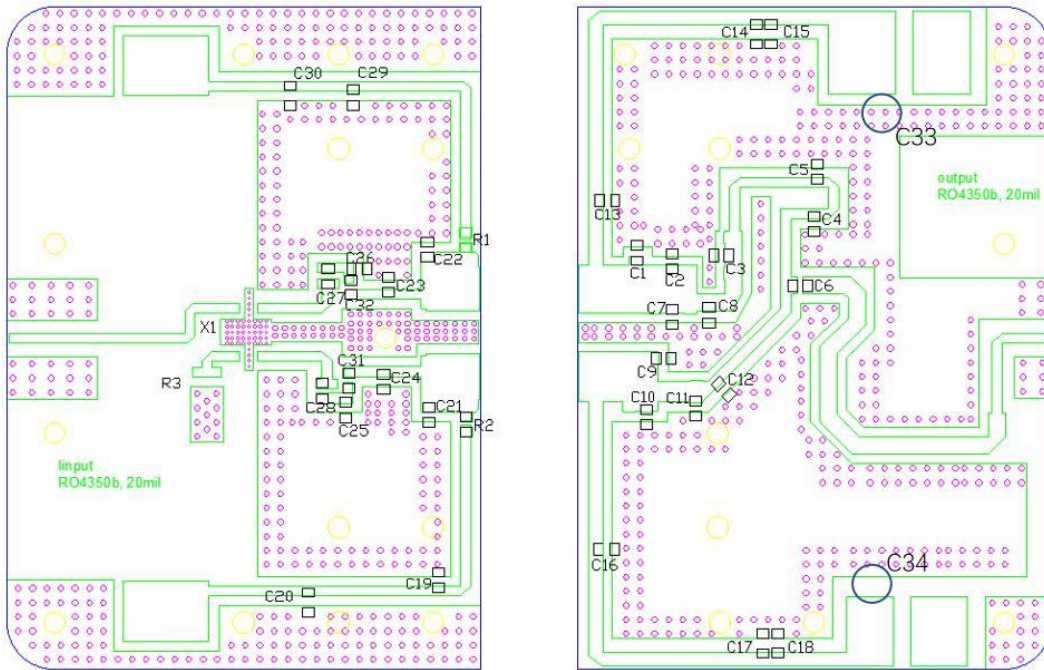 C30
C29
R1
C26
C22
C27
C23
C32
X1
C31
R3
C24
C28
C21
C25
R2
Iinput
RO4350b, 20mil
C19
C20
C14
C15
C33
C5
output
RO4350b, 20mil
C13
C4
C1
C2
C3
C6
C7
C8
C9
C12
C10
C11
C16
C34
C17
C18